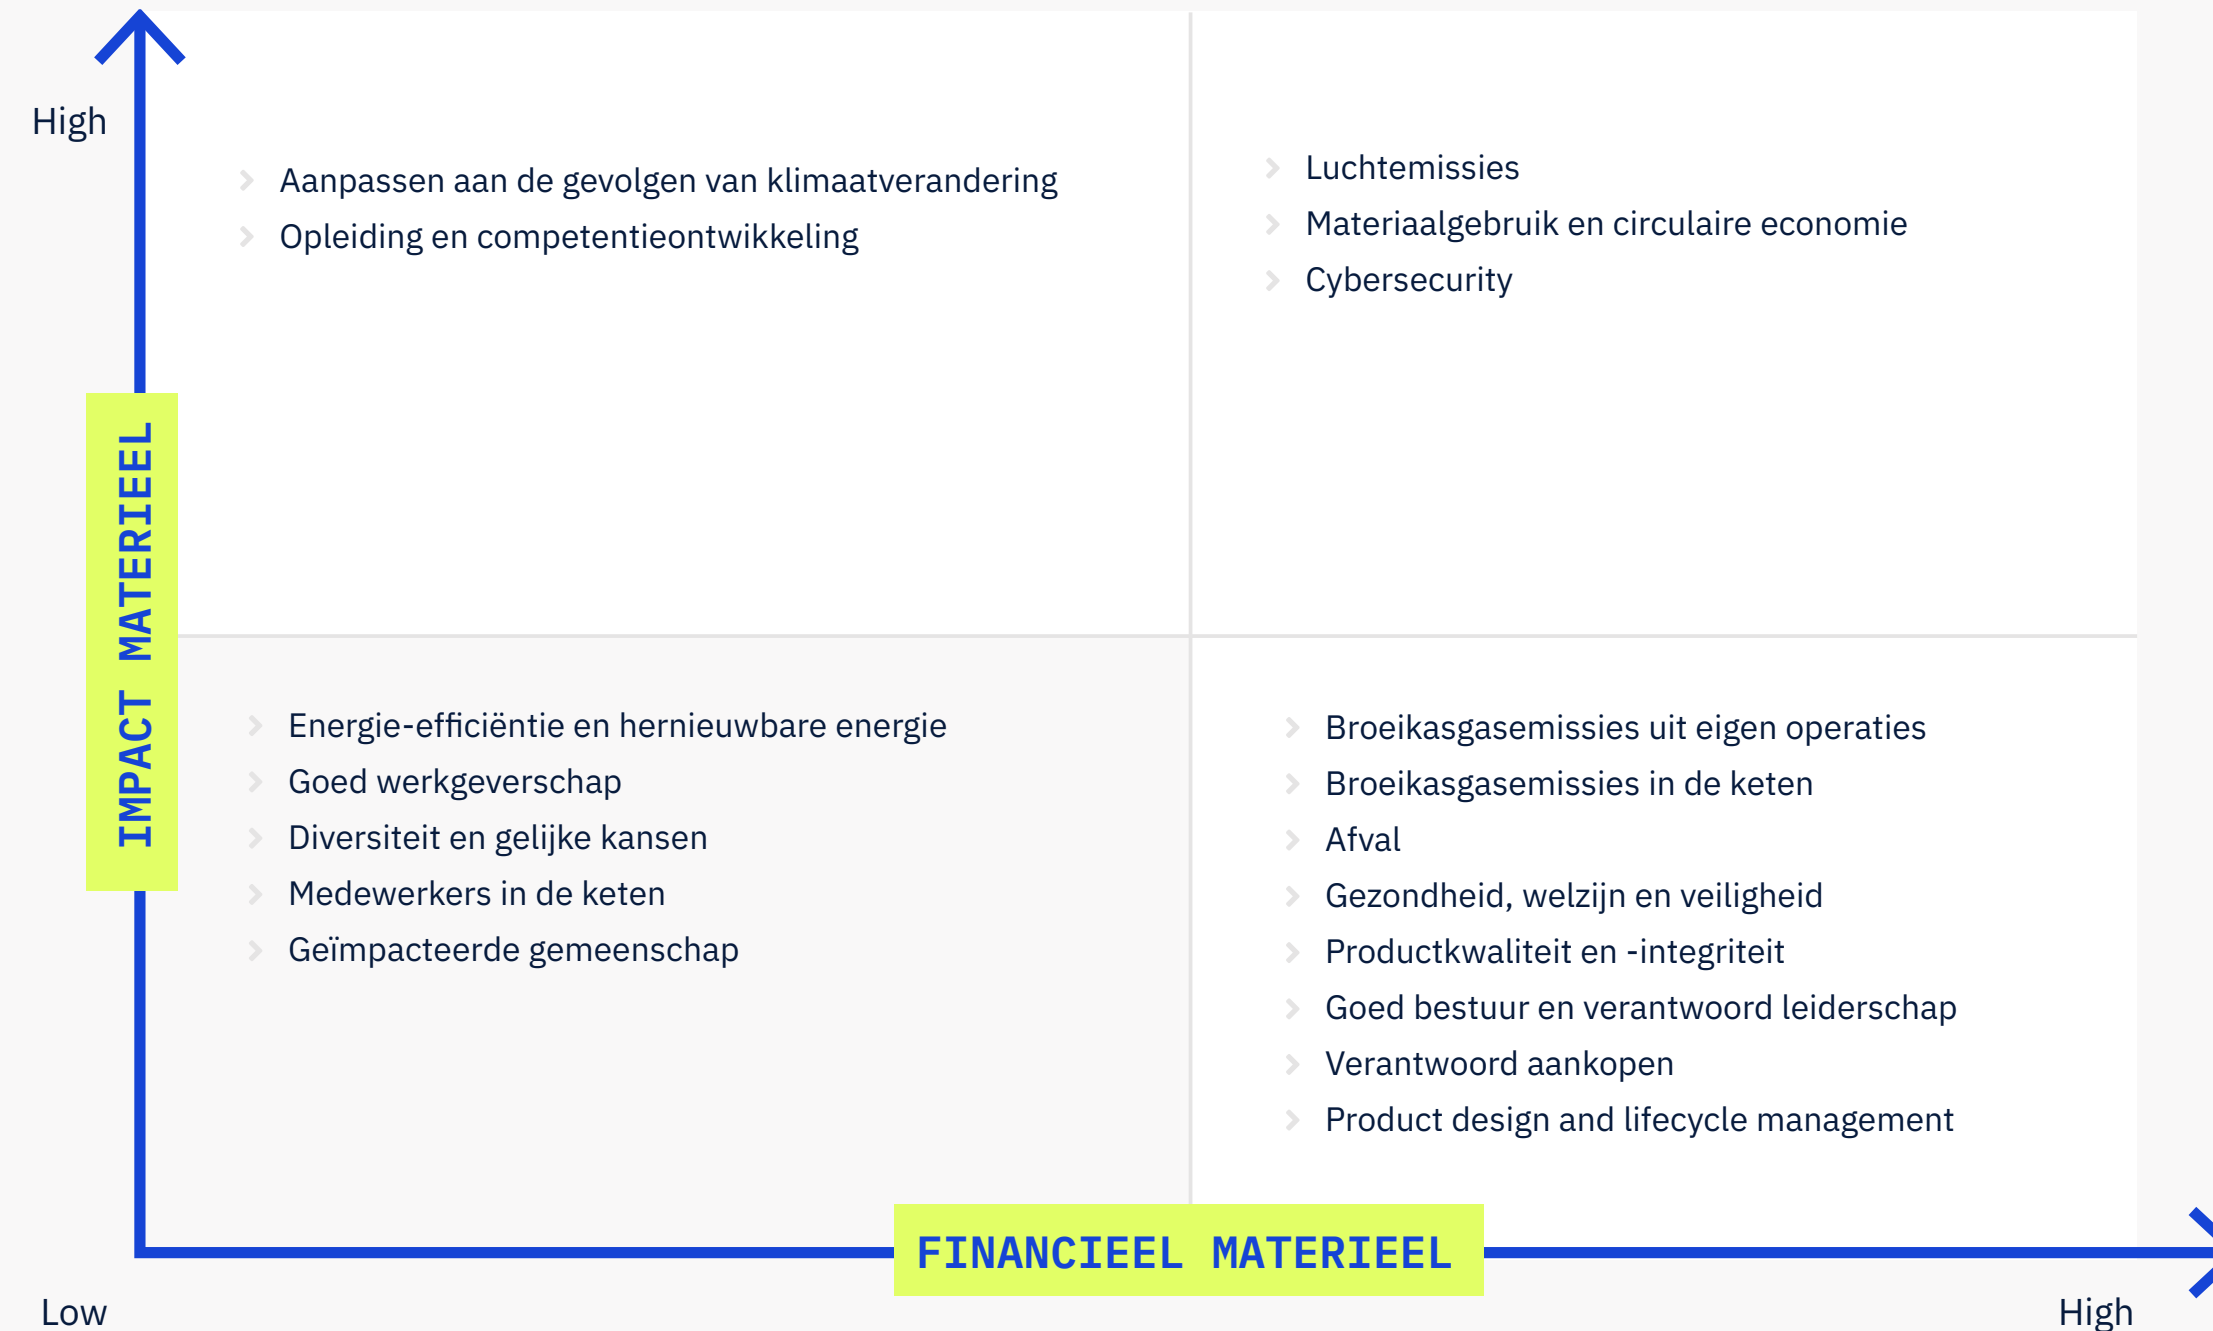 High
Aanpassen aan de gevolgen van klimaatverandering
Opleiding en competentieontwikkeling
Luchtemissies
Materiaalgebruik en circulaire economie
Cybersecurity
IMPACT MATERIEEL
Energie-efficiëntie en hernieuwbare energie
Goed werkgeverschap
Diversiteit en gelijke kansen
Medewerkers in de keten
Geïmpacteerde gemeenschap
Broeikasgasemissies uit eigen operaties
Broeikasgasemissies in de keten
Afval
Gezondheid, welzijn en veiligheid
Productkwaliteit en -integriteit
Goed bestuur en verantwoord leiderschap
Verantwoord aankopen
Product design and lifecycle management
FINANCIEEL MATERIEEL
Low
High